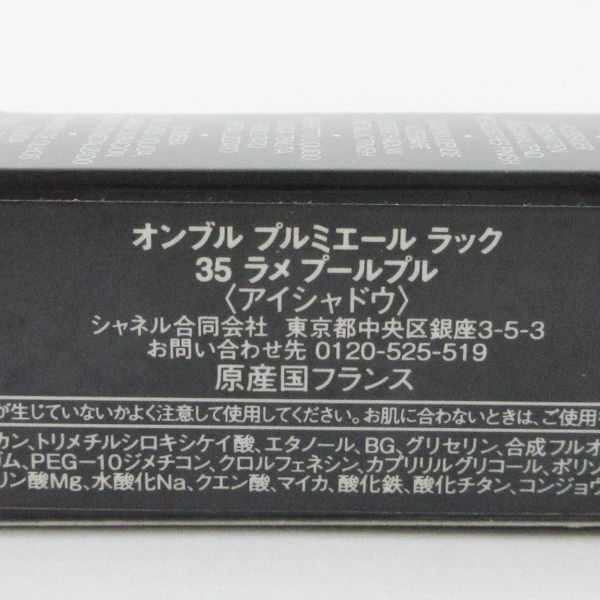 オンブル プルミエール ラック
35 ラメ プールプル
〈アイシャドウ〉
シャネル合同会社 東京都中央区銀座3-5-3
お問い合わせ先 0120-525-519
原産国フランス
が生じていないかよく注意して使用してください。お肌に合わないときは、ご使用を
カン、トリメチルシロキシケイ酸、エタノール、BG、グリセリン、合成フルオ
ガム、PEG-10ジメチコン、クロルフェネシン、カプリリルグリコール、ポリン
リン酸Mg、水酸化Na、クエン酸、マイカ、酸化鉄、酸化チタン、コンジョウ